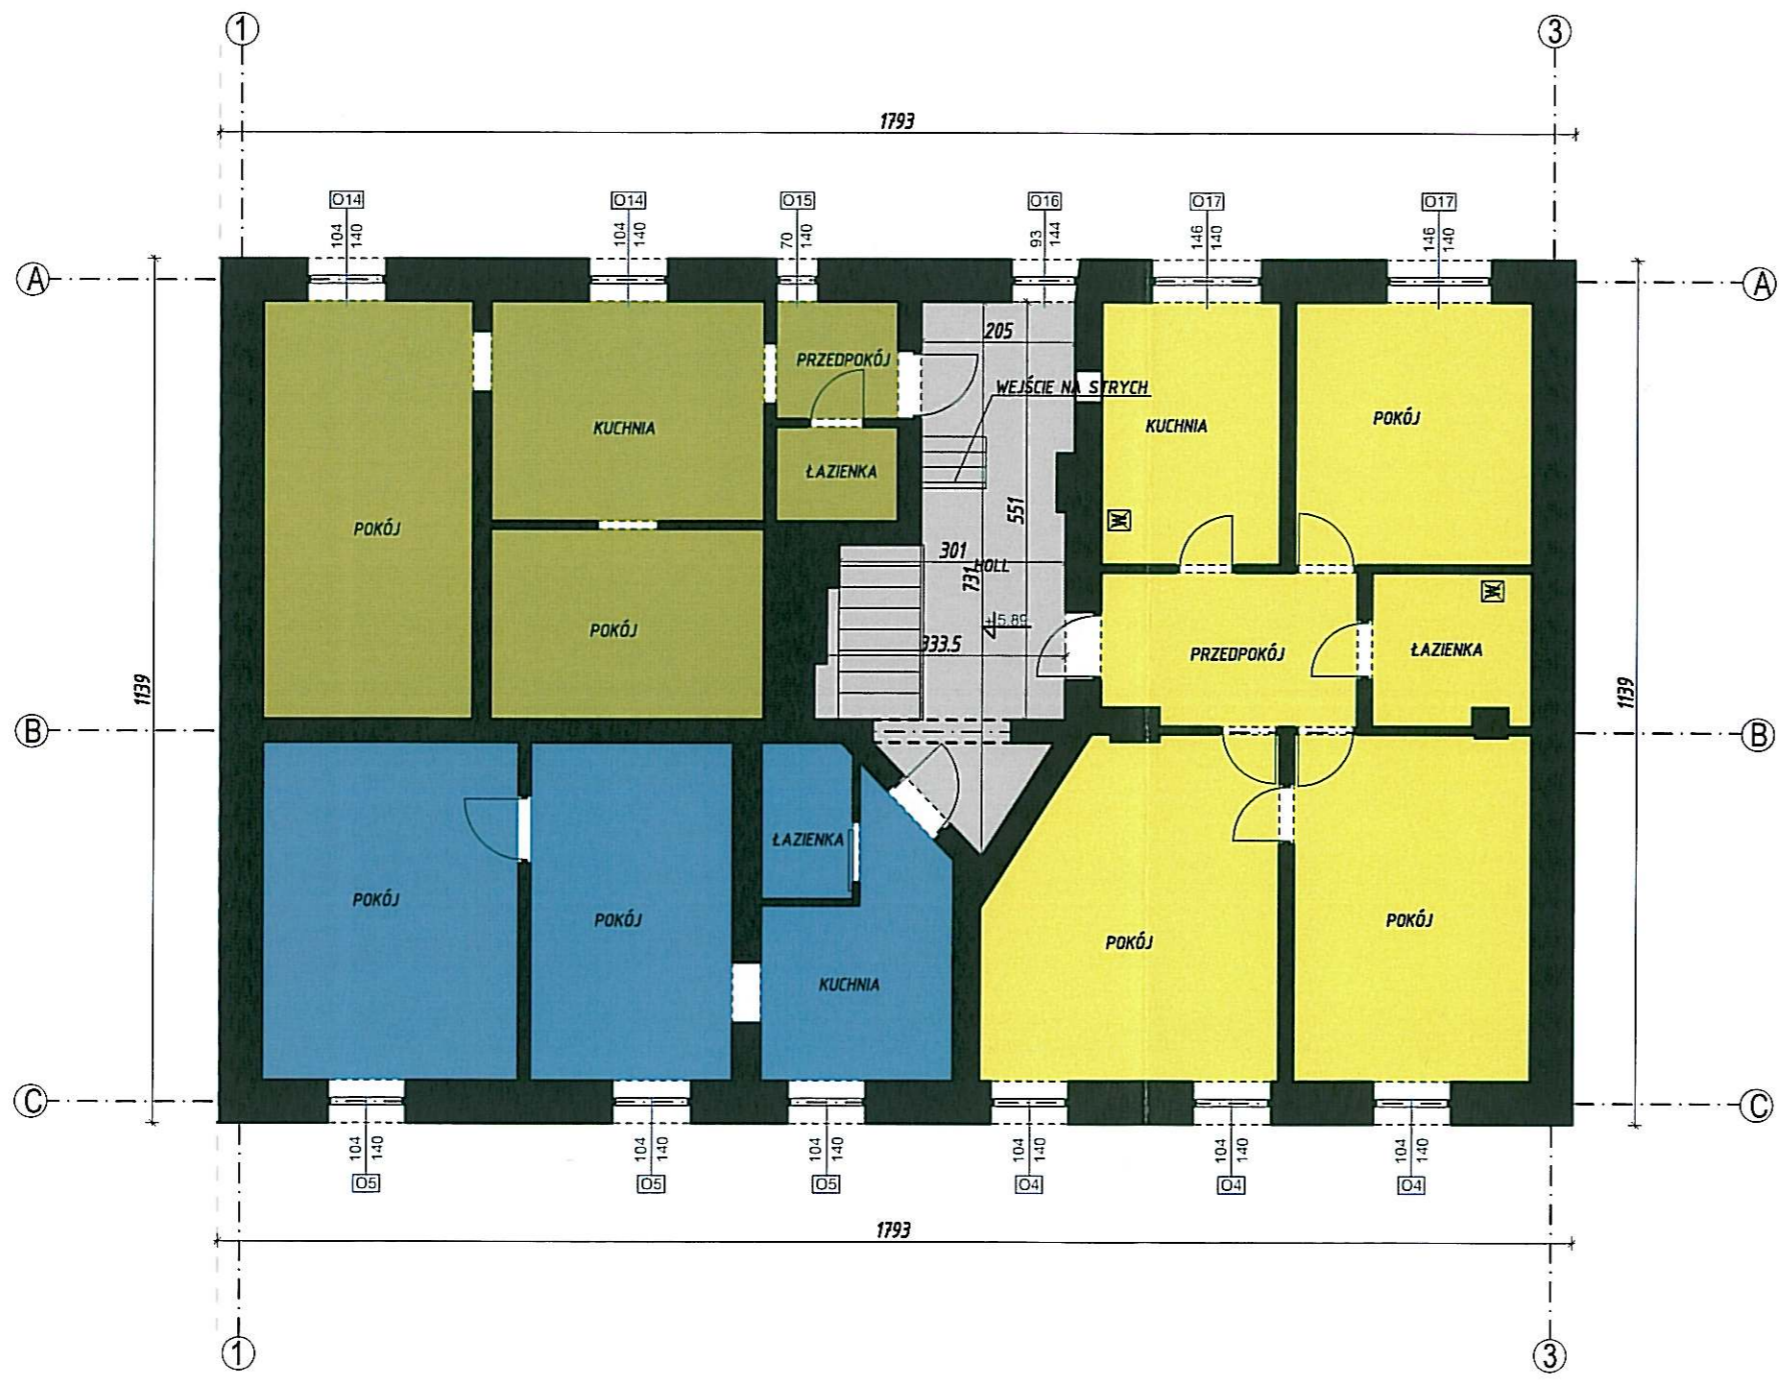 1
3
1793
O14
O14
O15
O16
O17
O17
104
140
104
140
70
140
93
144
146
140
146
140
A
A
205
PRZEDPOKÓJ
WEJŚCIE NA STRYCH
KUCHNIA
KUCHNIA
POKÓJ
ŁAZIENKA
551
POKÓJ
301
HOLL
731
5.89
POKÓJ
333.5
PRZEDPOKÓJ
ŁAZIENKA
1139
1139
B
B
ŁAZIENKA
POKÓJ
POKÓJ
POKÓJ
POKÓJ
KUCHNIA
C
C
104
140
104
140
104
140
104
140
104
140
104
140
O5
O5
O5
O4
O4
O4
1793
1
3